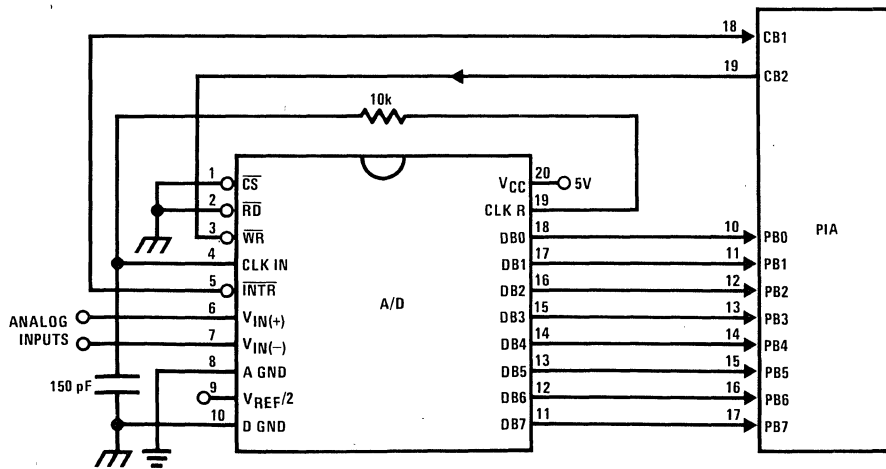 18 CB1
19 CB2
10k
1 CS
2 RD
3 WR
4 CLK IN
5 INTR
6 VIN(+)
7 VIN(−)
8 A GND
9 VREF/2
10 D GND
ANALOG
INPUTS
150 pF
A/D
VCC 20 5V
CLK R 19
DB0 18 10 PB0
DB1 17 11 PB1
DB2 16 12 PB2
DB3 15 13 PB3
DB4 14 14 PB4
DB5 13 15 PB5
DB6 12 16 PB6
DB7 11 17 PB7
PIA